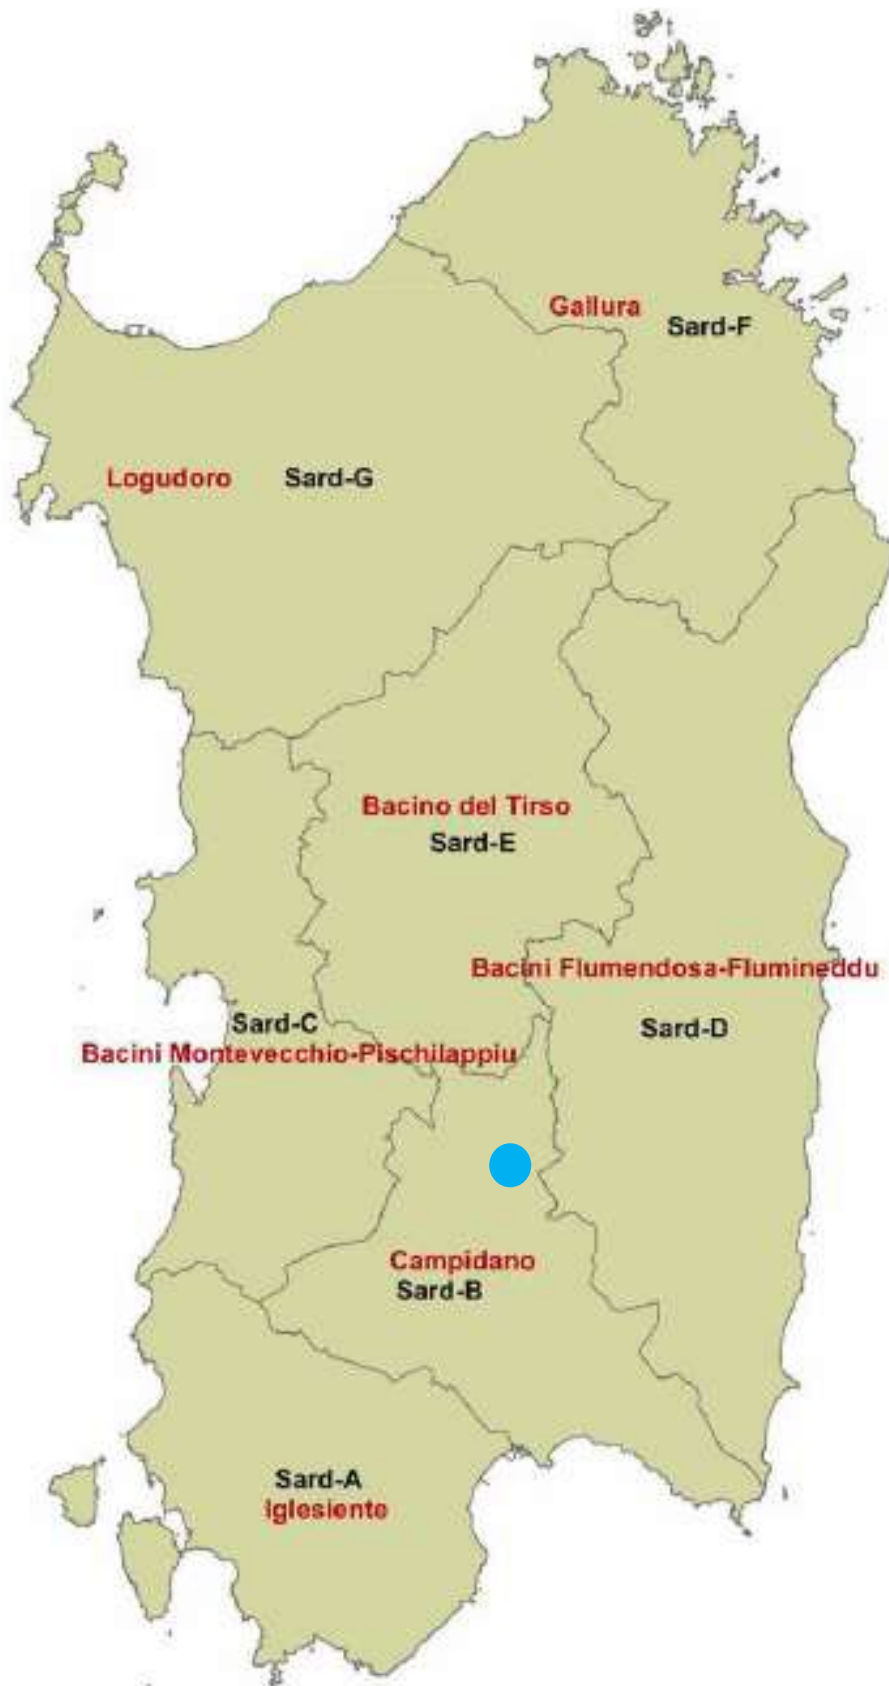 Gallura
Sard-F
Logudoro
Sard-G
Bacino del Tirso
Sard-E
Bacini Flumendosa-Flumineddu
Sard-C
Sard-D
Bacini Montevecchio-Pischilappiu
Campidano
Sard-B
Sard-A
Iglesiente